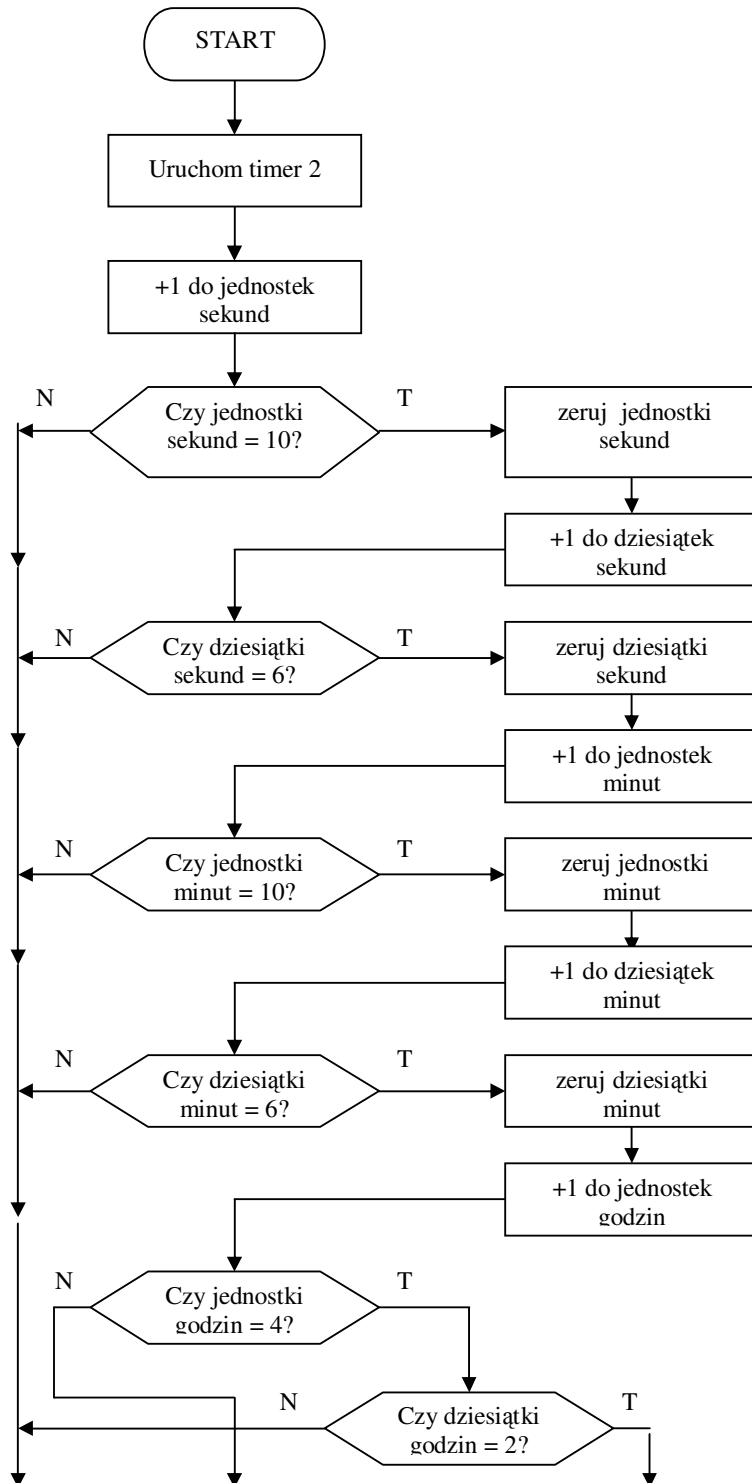 START
Uruchom timer 2
+1 do jednostek
sekund
N
Czy jednostki
sekund = 10?
T
zeruj jednostki
sekund
+1 do dziesiątek
sekund
N
Czy dziesiątki
sekund = 6?
T
zeruj dziesiątki
sekund
+1 do jednostek
minut
N
Czy jednostki
minut = 10?
T
zeruj jednostki
minut
+1 do dziesiątek
minut
N
Czy dziesiątki
minut = 6?
T
zeruj dziesiątki
minut
+1 do jednostek
godzin
N
Czy jednostki
godzin = 4?
T
N
Czy dziesiątki
godzin = 2?
T